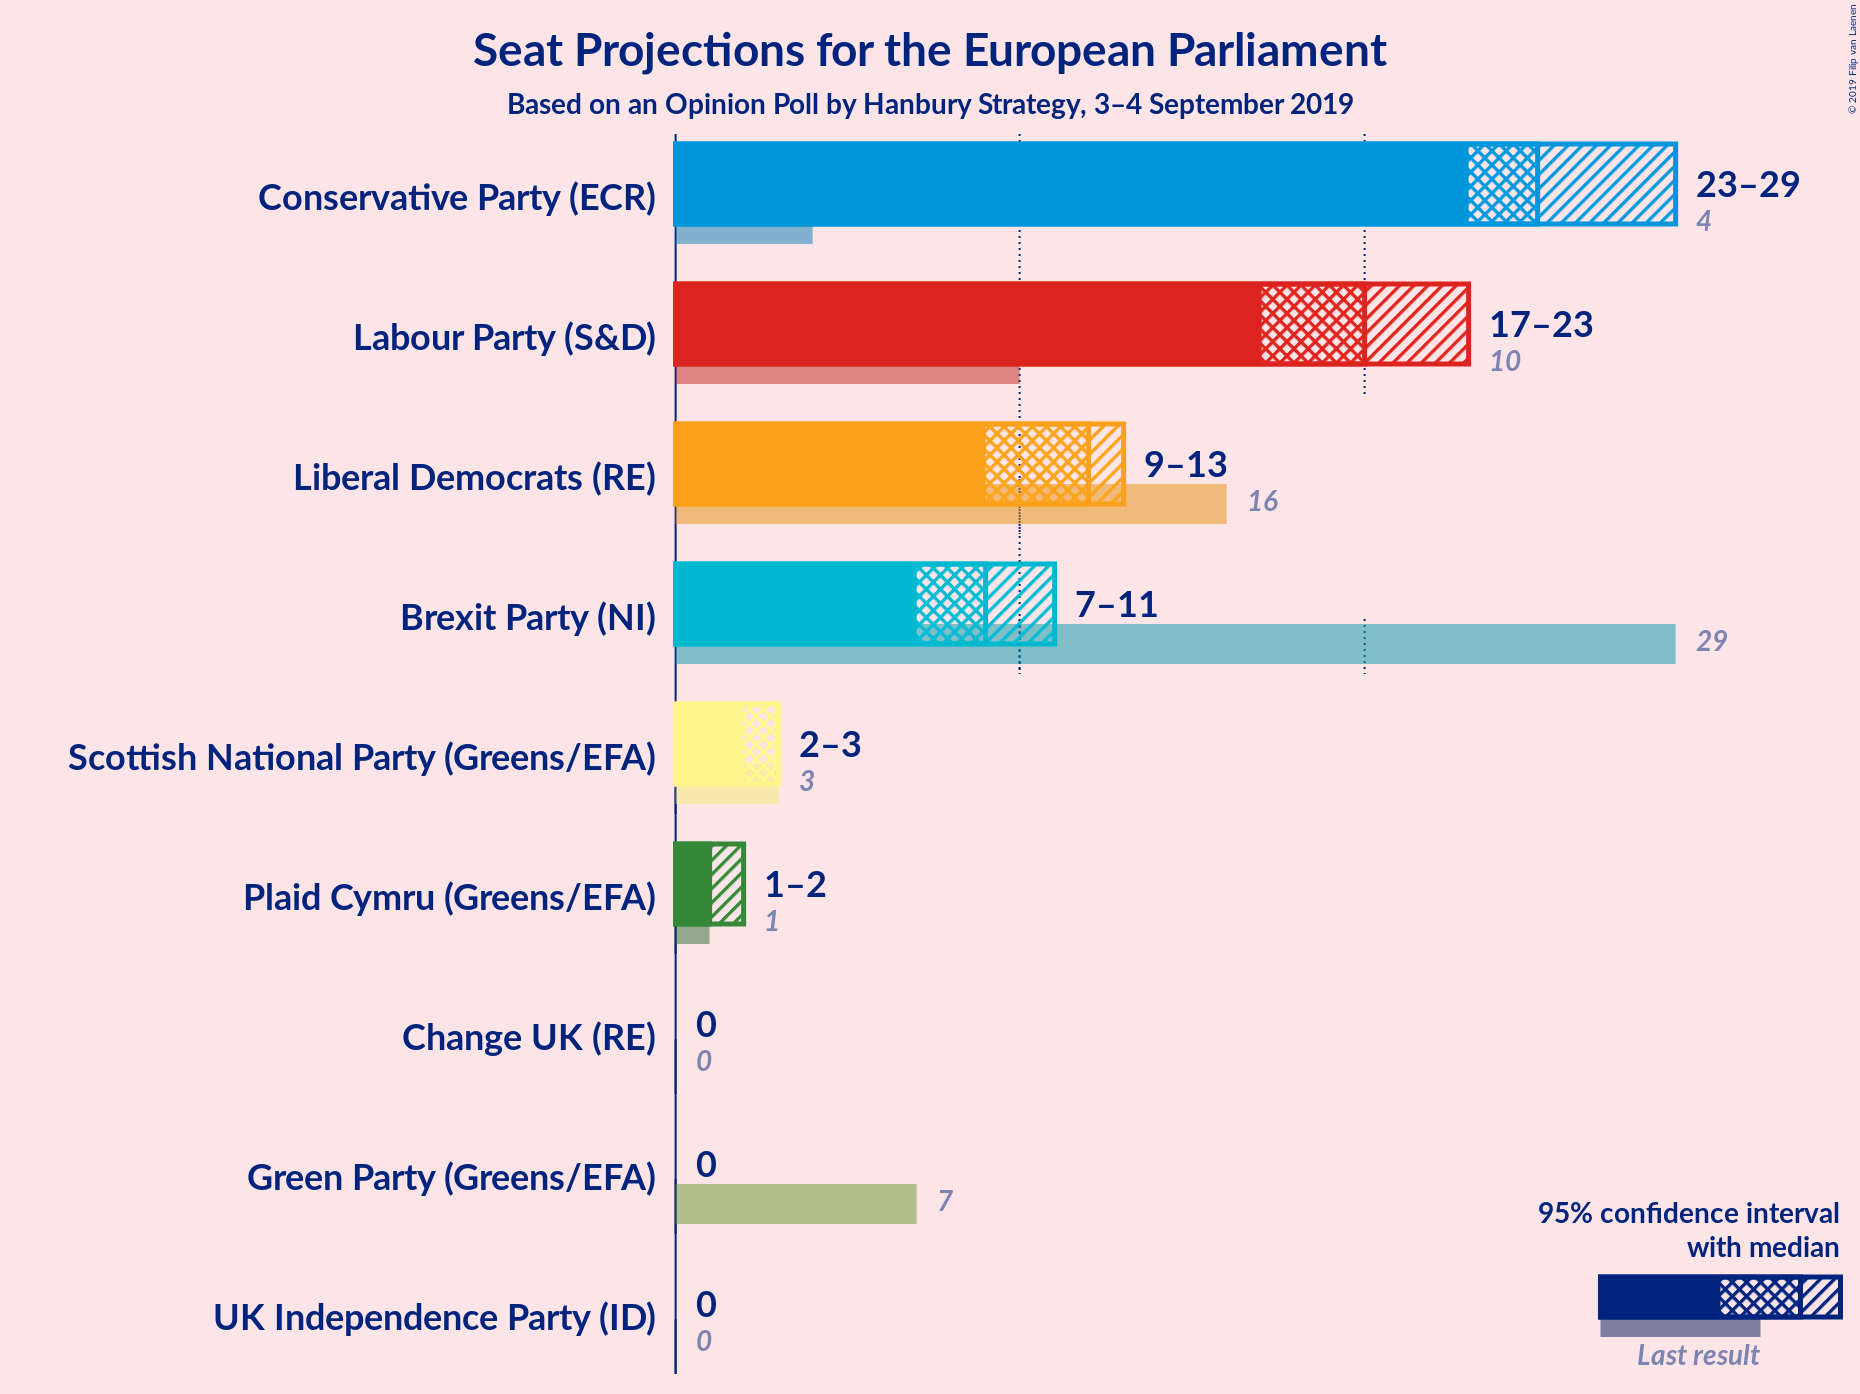 Seat Projections for the European Parliament
Based on an Opinion Poll by Hanbury Strategy, 3–4 September 2019
© 2019 Filip van Laenen
Conservative Party (ECR)
23–29
4
Labour Party (S&D)
17–23
10
Liberal Democrats (RE)
9–13
16
Brexit Party (NI)
7–11
29
Scottish National Party (Greens/EFA)
2–3
3
Plaid Cymru (Greens/EFA)
1–2
1
Change UK (RE)
0
0
Green Party (Greens/EFA)
0
7
UK Independence Party (ID)
0
0
95% confidence interval
with median
Last result